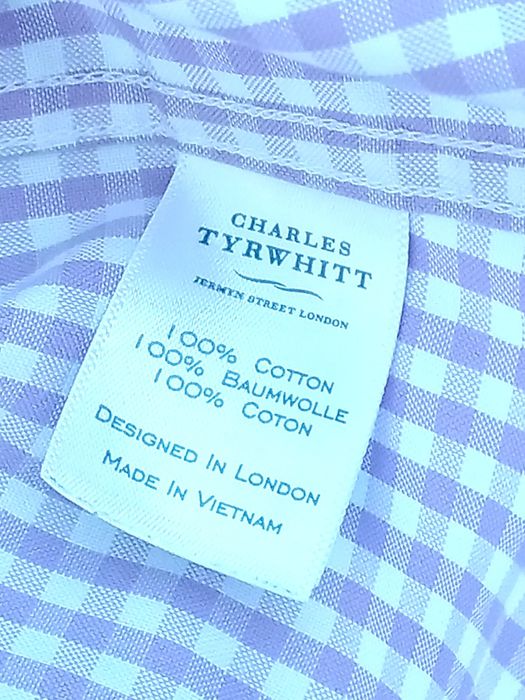 CHARLES
TYRWHITT
JERMYN STREET LONDON
100% COTTON
100% BAUMWOLLE
100% COTON
DESIGNED IN LONDON
MADE IN VIETNAM